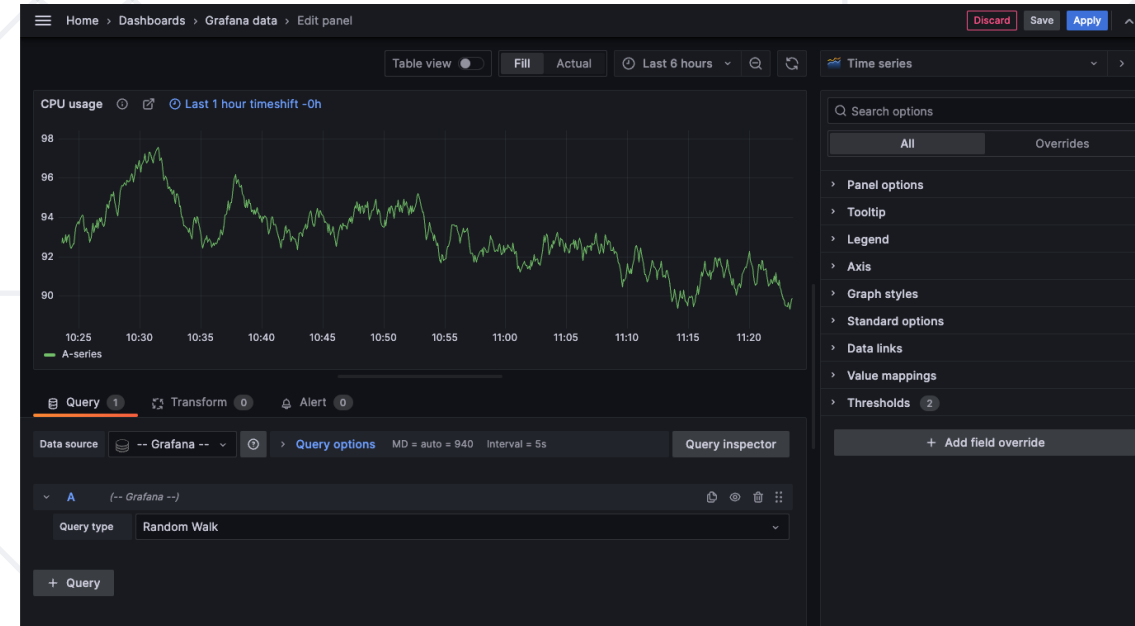 Home › Dashboards › Grafana data › Edit panel
Discard Save Apply
Table view Fill Actual Last 6 hours
Time series
CPU usage Last 1 hour timeshift -0h
98
96
94
92
90
10:25 10:30 10:35 10:40 10:45 10:50 10:55 11:00 11:05 11:10 11:15 11:20
A-series
Search options
All Overrides
Panel options
Tooltip
Legend
Axis
Graph styles
Standard options
Data links
Value mappings
Thresholds 2
+ Add field override
Query 1 Transform 0 Alert 0
Data source -- Grafana -- › Query options MD = auto = 940 Interval = 5s Query inspector
A (-- Grafana --)
Query type Random Walk
+ Query